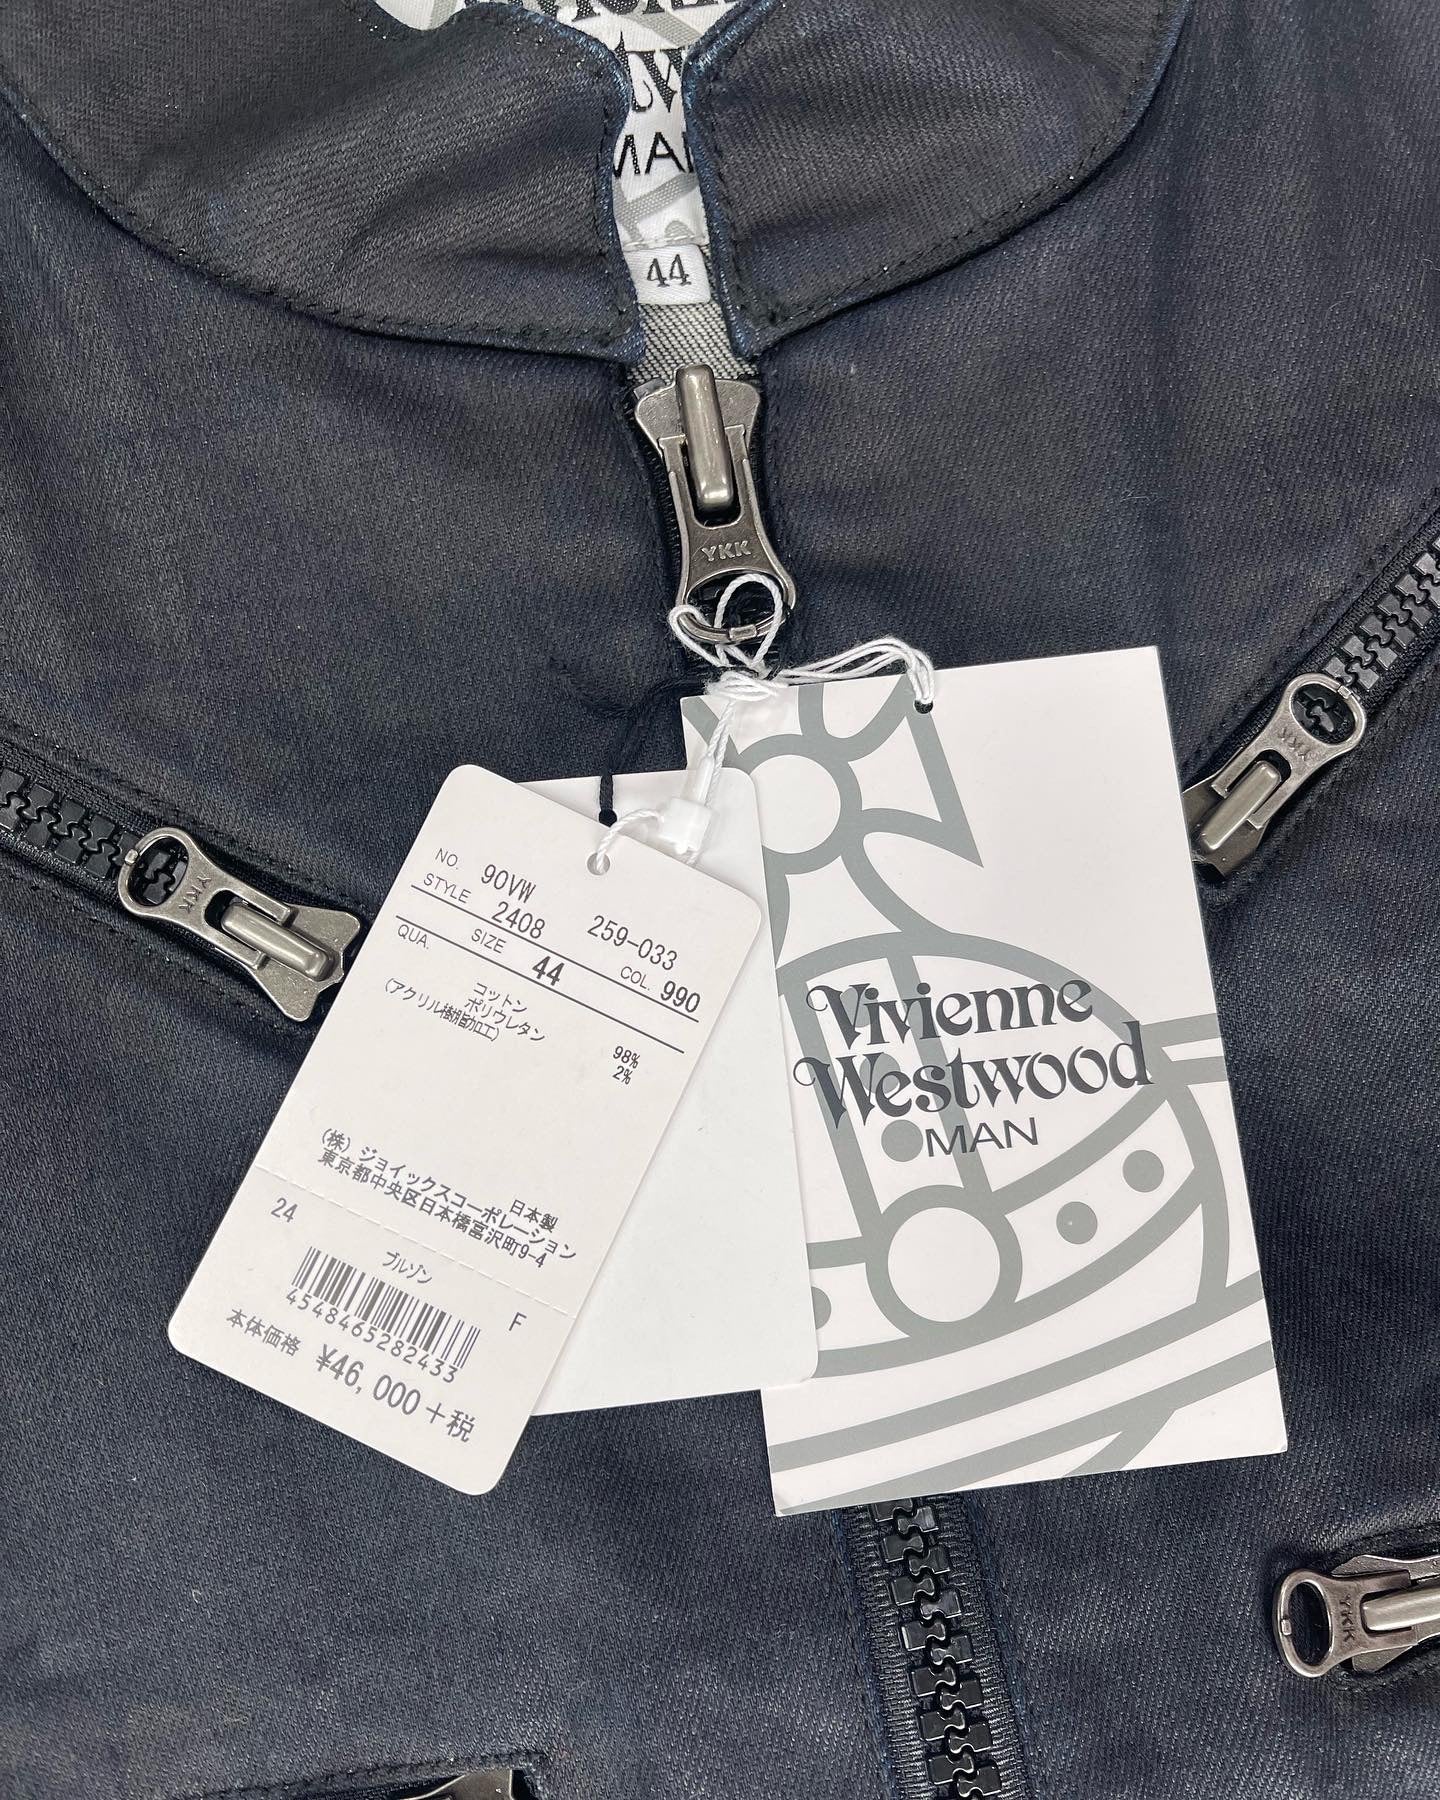 MAN
44
YKK
YKK
YKK
YKK
NO. 90VW 259-033
STYLE 2408 COL. 990
QUA. SIZE 44
コットン 98%
ポリウレタン 2%
(アクリル樹脂加工)
日本製
(株)ジョイックスコーポレーション
東京都中央区日本橋富沢町9-4
24
ブルゾン
F
4548465282433
本体価格 ¥46,000+税
Vivienne
Westwood
MAN